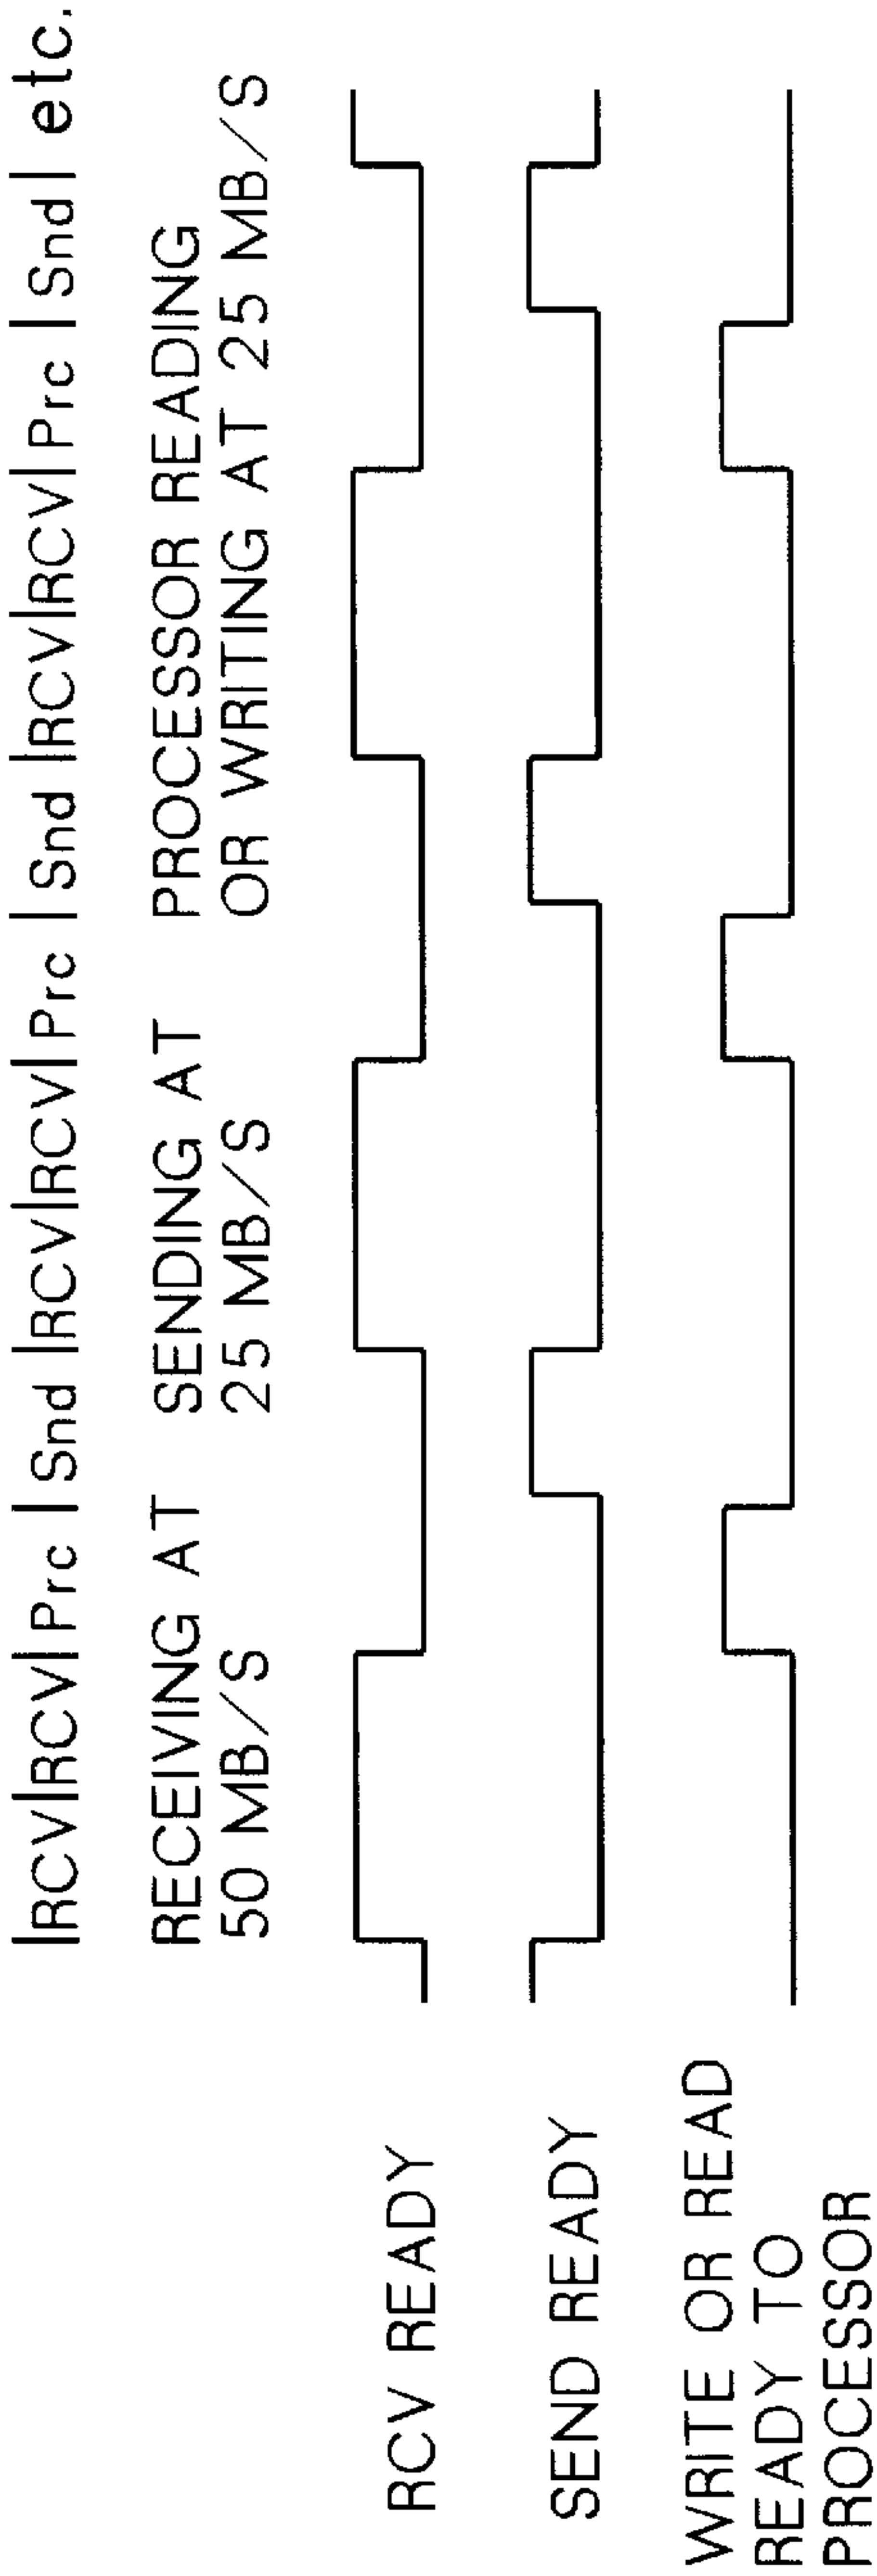 |RCV|RCV|Prc|Snd|RCV|RCV|Prc|Snd|RCV|RCV|Prc|Snd| etc.
RECEIVING AT
50 MB/S
SENDING AT
25 MB/S
PROCESSOR READING
OR WRITING AT 25 MB/S
RCV READY
SEND READY
WRITE OR READ
READY TO
PROCESSOR